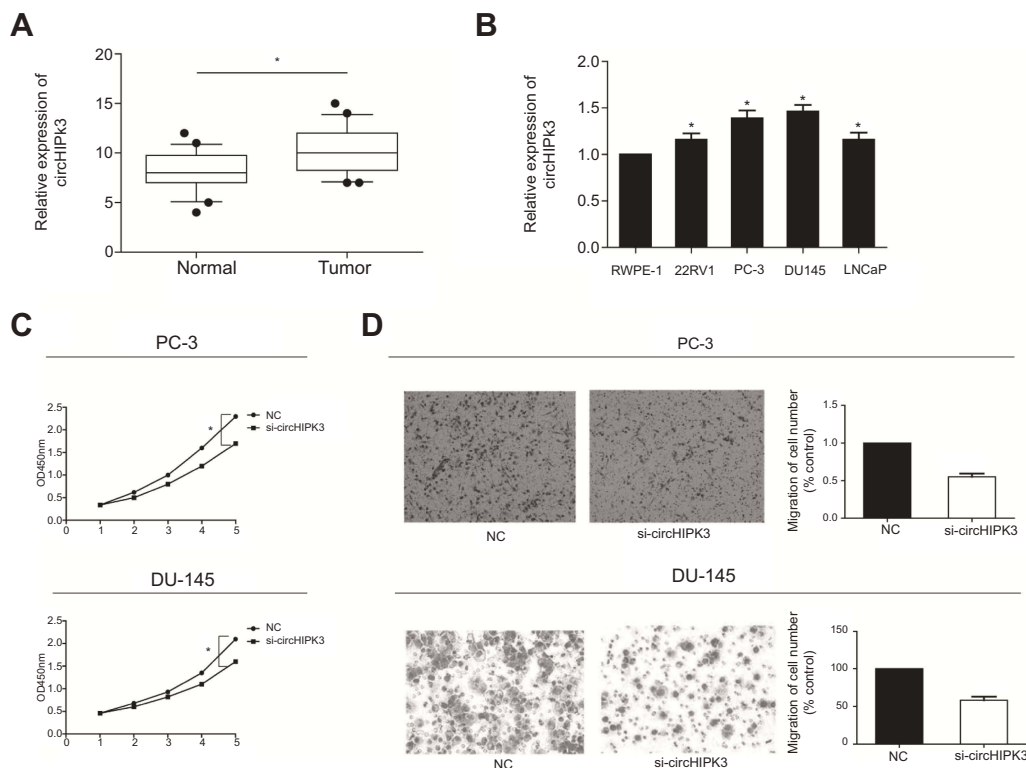 A
Relative expression of
circHIPk3
20
15
10
5
0
*
Normal
Tumor
B
Relative expression of
circHIPk3
2.0
1.5
1.0
0.5
0.0
*
*
*
*
RWPE-1
22RV1
PC-3
DU145
LNCaP
C
PC-3
OD450nm
2.5
2.0
1.5
1.0
0.5
0.0
0 1 2 3 4 5
*
NC
si-circHIPK3
DU-145
OD450nm
2.5
2.0
1.5
1.0
0.5
0.0
0 1 2 3 4 5
*
NC
si-circHIPK3
D
PC-3
NC
si-circHIPK3
Migration of cell number
(% control)
1.5
1.0
0.5
0.0
NC
si-circHIPK3
DU-145
NC
si-circHIPK3
Migration of cell number
(% control)
150
100
50
0
NC
si-circHIPK3